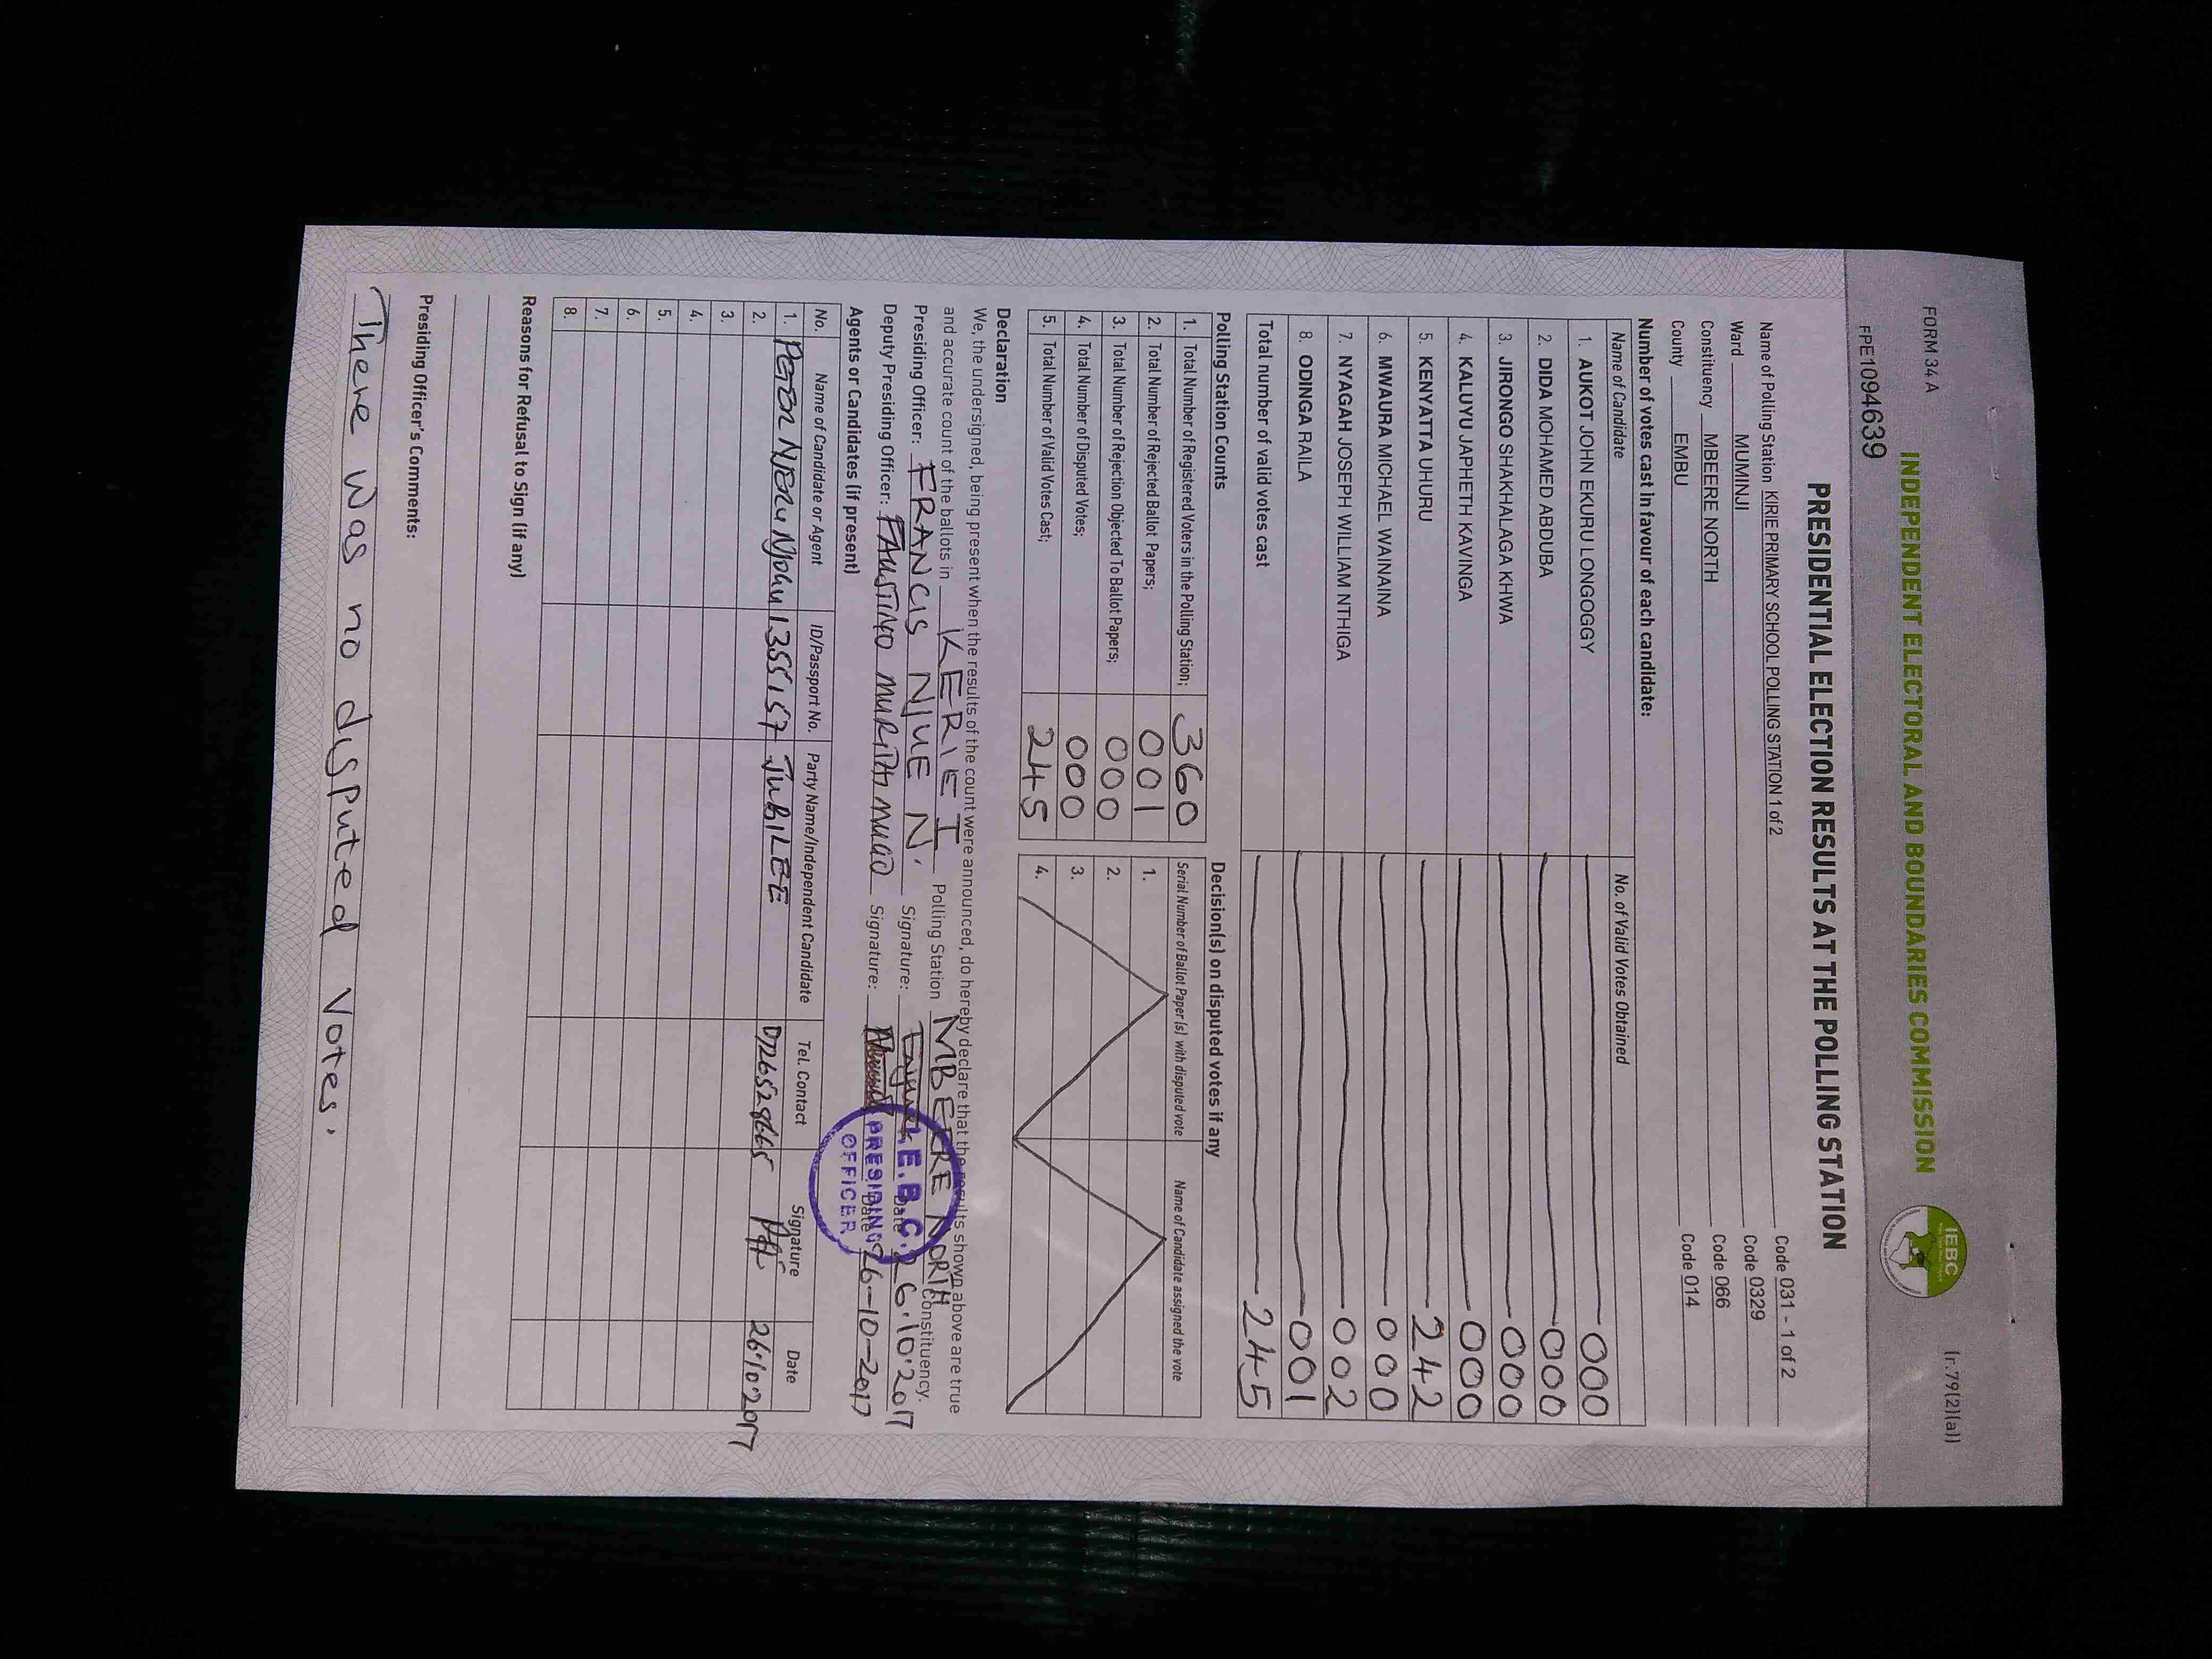 FORM 34 A
(r.79(2)(a))
INDEPENDENT ELECTORAL AND BOUNDARIES COMMISSION
IEBC
FPE1094639
PRESIDENTIAL ELECTION RESULTS AT THE POLLING STATION
Name of Polling Station KIRIE PRIMARY SCHOOL POLLING STATION 1 of 2 Code 031 - 1 of 2
Ward MUMINJI Code 0329
Constituency MBEERE NORTH Code 066
County EMBU Code 014
Number of votes cast in favour of each candidate:
Name of Candidate No. of Valid Votes Obtained
1. AUKOT JOHN EKURU LONGOGGY 000
2. DIDA MOHAMED ABDUBA 000
3. JIRONGO SHAKHALAGA KHWA 000
4. KALUYU JAPHETH KAVINGA 000
5. KENYATTA UHURU 242
6. MWAURA MICHAEL WAINAINA 000
7. NYAGAH JOSEPH WILLIAM NTHIGA 002
8. ODINGA RAILA 001
Total number of valid votes cast 245
Polling Station Counts
1. Total Number of Registered Voters in the Polling Station; 360
2. Total Number of Rejected Ballot Papers; 001
3. Total Number of Rejection Objected To Ballot Papers; 000
4. Total Number of Disputed Votes; 000
5. Total Number of Valid Votes Cast; 245
Decision(s) on disputed votes if any
Serial Number of Ballot Paper (s) with disputed vote Name of Candidate assigned the vote
1.
2.
3.
4.
Declaration
We, the undersigned, being present when the results of the count were announced, do hereby declare that the results shown above are true
and accurate count of the ballots in KERIE I Polling Station MBEERE NORTH Constituency.
Presiding Officer: FRANCIS NJUE N. Signature: Date 26.10.2017
Deputy Presiding Officer: FAUSTINO Signature: Date 26-10-2017
I.E.B.C.
PRESIDING
OFFICER
Agents or Candidates (if present)
No. Name of Candidate or Agent ID/Passport No. Party Name/Independent Candidate Tel. Contact Signature Date
1. PETER NJERU 1355157 JUBILEE 26.10.2017
2.
3.
4.
5.
6.
7.
8.
Reasons for Refusal to Sign (if any)
Presiding Officer's Comments:
There was no disputed votes.